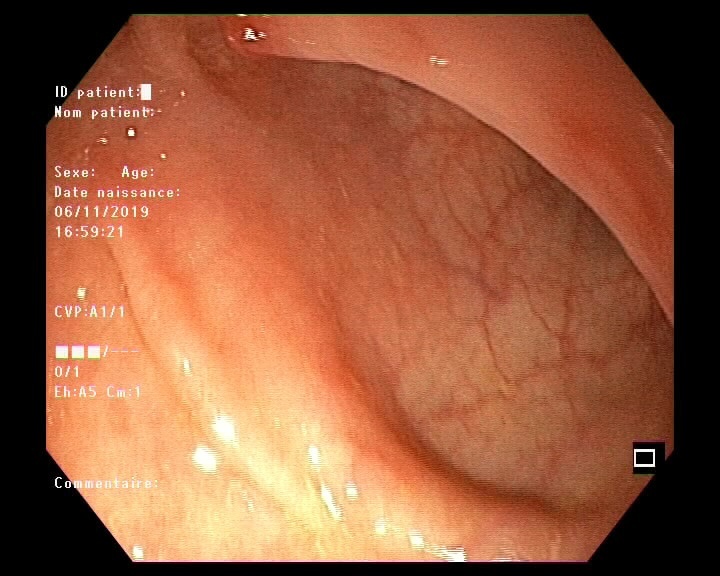 ID patient:
Nom patient:
Sexe: Age:
Date naissance:
06/11/2019
16:59:21
CVP:A1/1
■■■/---
0/1
Eh:A5 Cm:1
Commentaire: